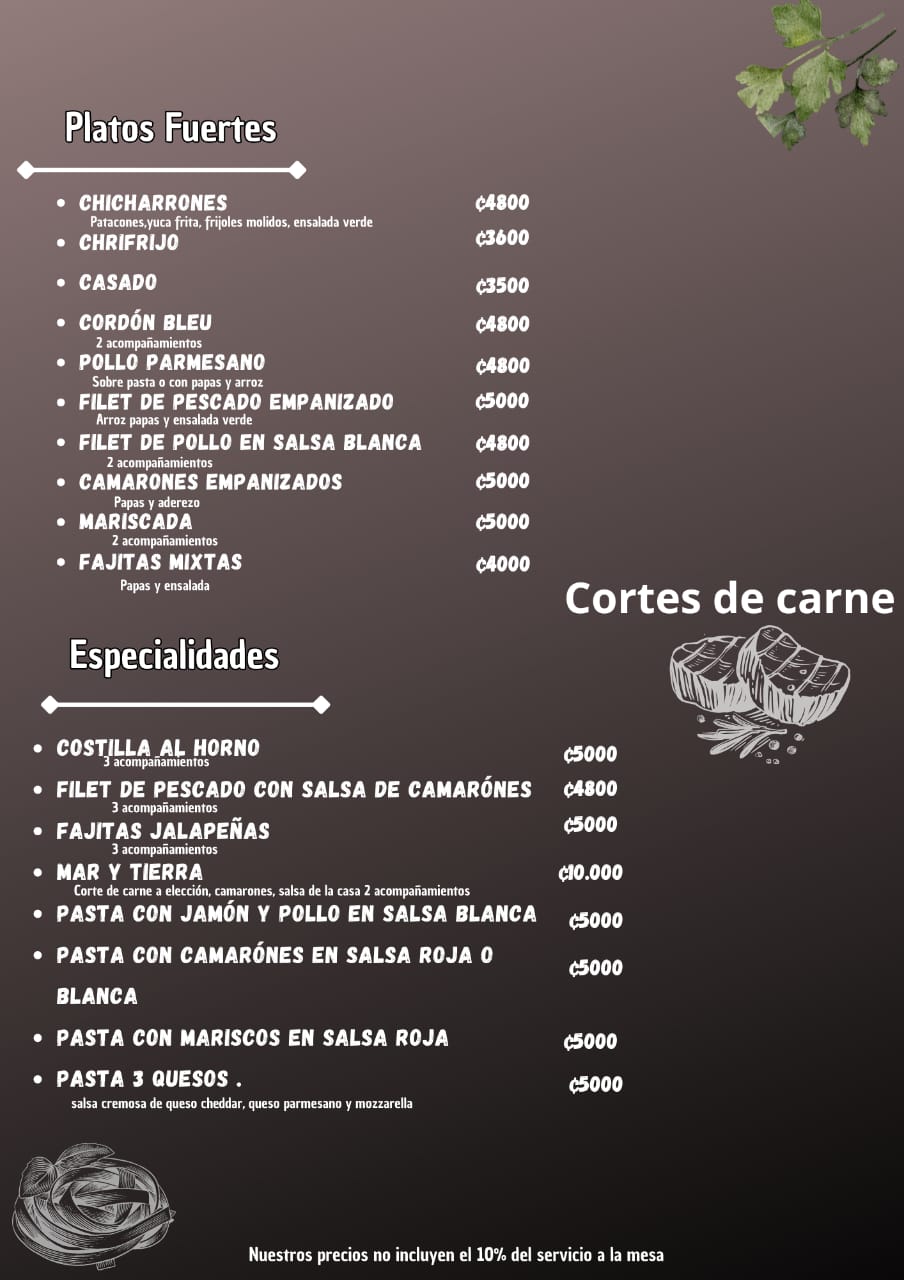 Platos Fuertes
• CHICHARRONES ₡4800
Patacones,yuca frita, frijoles molidos, ensalada verde
• CHRIFRIJO ₡3600
• CASADO ₡3500
• CORDÓN BLEU ₡4800
2 acompañamientos
• POLLO PARMESANO ₡4800
Sobre pasta o con papas y arroz
• FILET DE PESCADO EMPANIZADO ₡5000
Arroz papas y ensalada verde
• FILET DE POLLO EN SALSA BLANCA ₡4800
2 acompañamientos
• CAMARONES EMPANIZADOS ₡5000
Papas y aderezo
• MARISCADA ₡5000
2 acompañamientos
• FAJITAS MIXTAS ₡4000
Papas y ensalada
Cortes de carne
Especialidades
• COSTILLA AL HORNO ₡5000
3 acompañamientos
• FILET DE PESCADO CON SALSA DE CAMARÓNES ₡4800
3 acompañamientos
• FAJITAS JALAPEÑAS ₡5000
3 acompañamientos
• MAR Y TIERRA ₡10.000
Corte de carne a elección, camarones, salsa de la casa 2 acompañamientos
• PASTA CON JAMÓN Y POLLO EN SALSA BLANCA ₡5000
• PASTA CON CAMARÓNES EN SALSA ROJA O ₡5000
BLANCA
• PASTA CON MARISCOS EN SALSA ROJA ₡5000
• PASTA 3 QUESOS . ₡5000
salsa cremosa de queso cheddar, queso parmesano y mozzarella
Nuestros precios no incluyen el 10% del servicio a la mesa